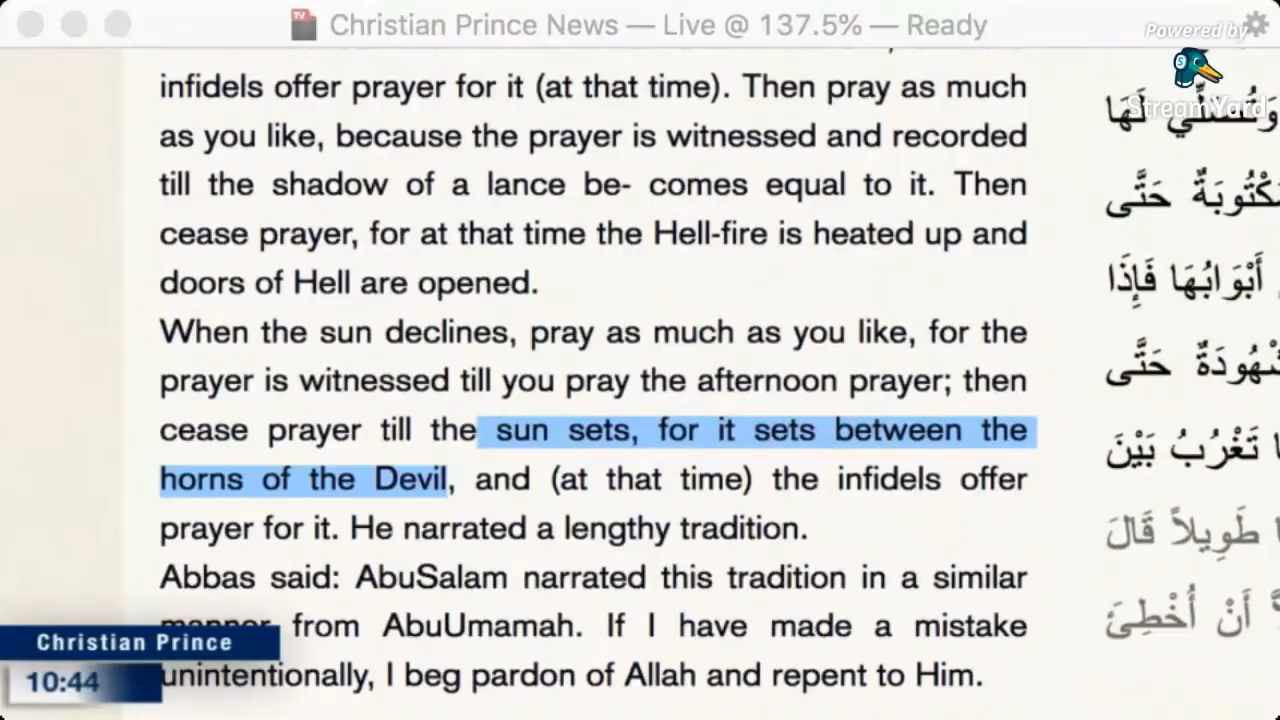 Christian Prince News — Live @ 137.5% — Ready
Powered by
StreamYard
infidels offer prayer for it (at that time). Then pray as much
as you like, because the prayer is witnessed and recorded
till the shadow of a lance be- comes equal to it. Then
cease prayer, for at that time the Hell-fire is heated up and
doors of Hell are opened.
When the sun declines, pray as much as you like, for the
prayer is witnessed till you pray the afternoon prayer; then
cease prayer till the sun sets, for it sets between the
horns of the Devil, and (at that time) the infidels offer
prayer for it. He narrated a lengthy tradition.
Abbas said: AbuSalam narrated this tradition in a similar
manner from AbuUmamah. If I have made a mistake
unintentionally, I beg pardon of Allah and repent to Him.
وَتُصَلِّي لَهَا
حَتَّى
أَبْوَابُهَا فَإِذَا
حَتَّى
تَغْرُبُ بَيْنَ
طَوِيلاً قَالَ
أَنْ أُخْطِئَ
Christian Prince
10:44